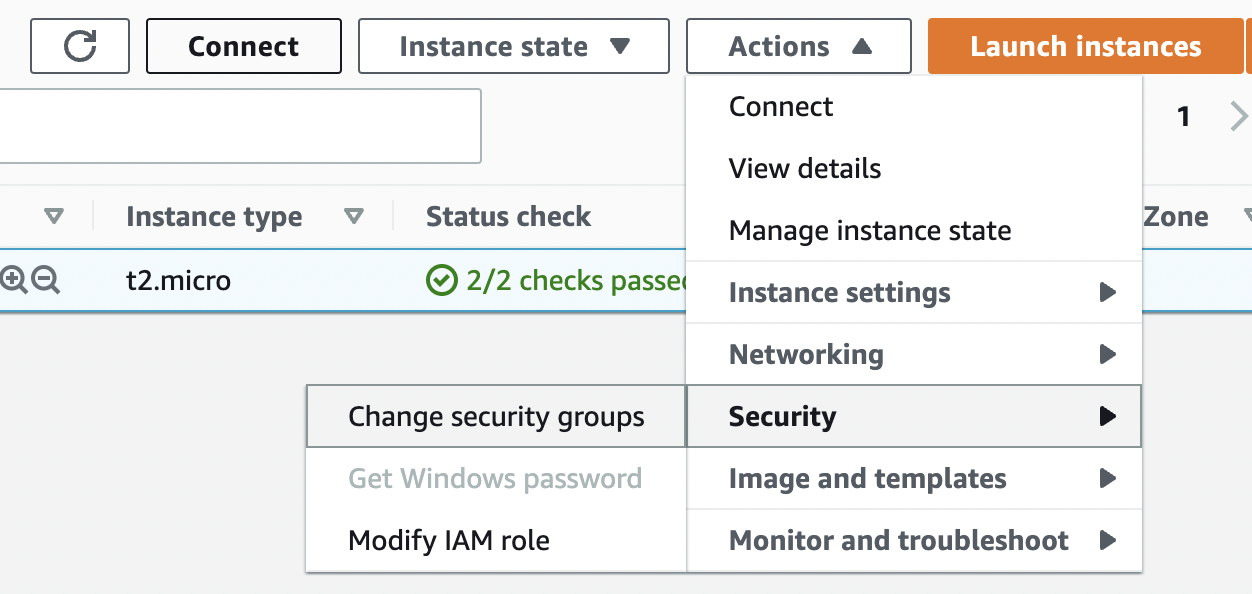 Connect
Instance state
Actions
Launch instances
Connect
1
View details
Instance type
Status check
Zone
Manage instance state
t2.micro
2/2 checks passed
Instance settings
Networking
Change security groups
Security
Get Windows password
Image and templates
Modify IAM role
Monitor and troubleshoot